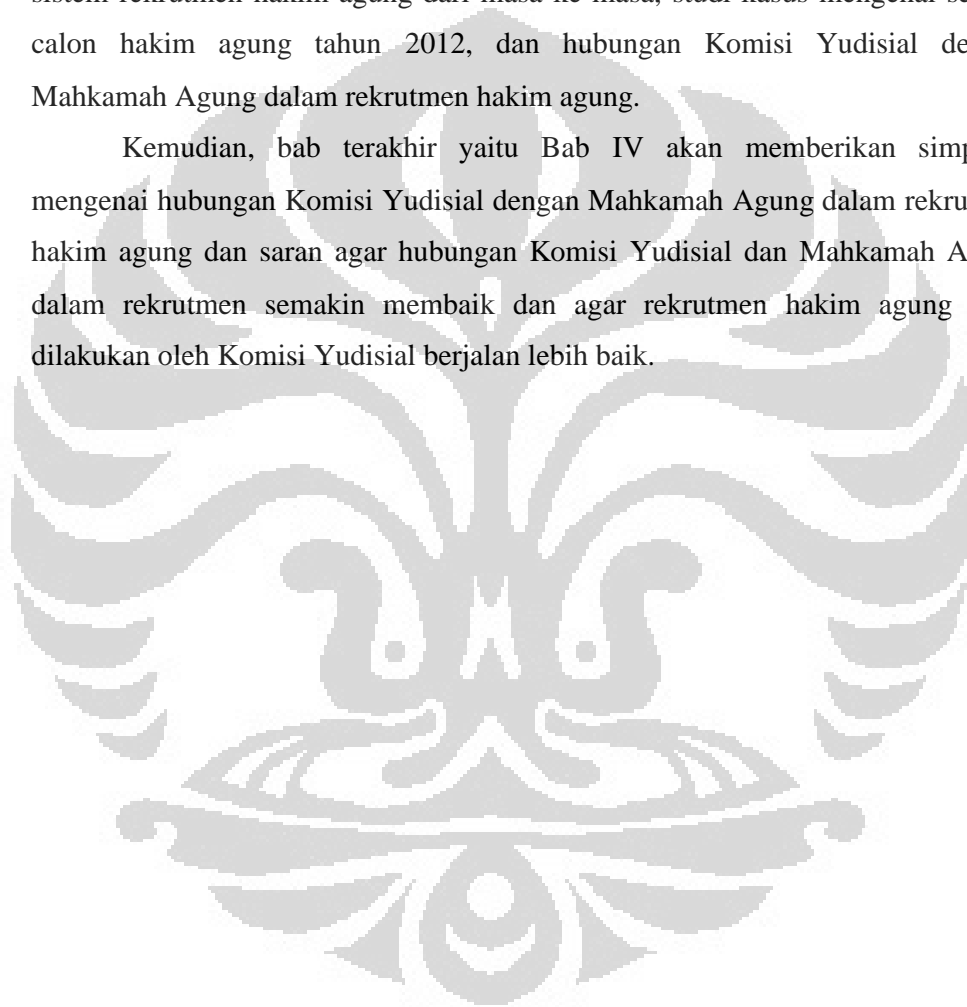 sistem rekrutmen hakim agung dari masa ke masa, studi kasus mengenai
calon hakim agung tahun 2012, dan hubungan Komisi Yudisial
Mahkamah Agung dalam rekrutmen hakim agung.
Kemudian, bab terakhir yaitu Bab IV akan memberikan
mengenai hubungan Komisi Yudisial dengan Mahkamah Agung dalam
hakim agung dan saran agar hubungan Komisi Yudisial dan Mahkamah
dalam rekrutmen semakin membaik dan agar rekrutmen hakim agung
dilakukan oleh Komisi Yudisial berjalan lebih baik.